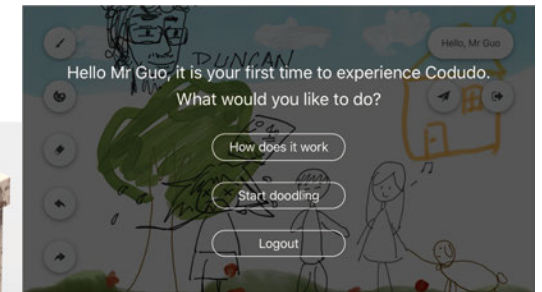 DUNCAN
Hello, Mr Guo
Hello Mr Guo, it is your first time to experience Codudo.
What would you like to do?
How does it work
Start doodling
Logout